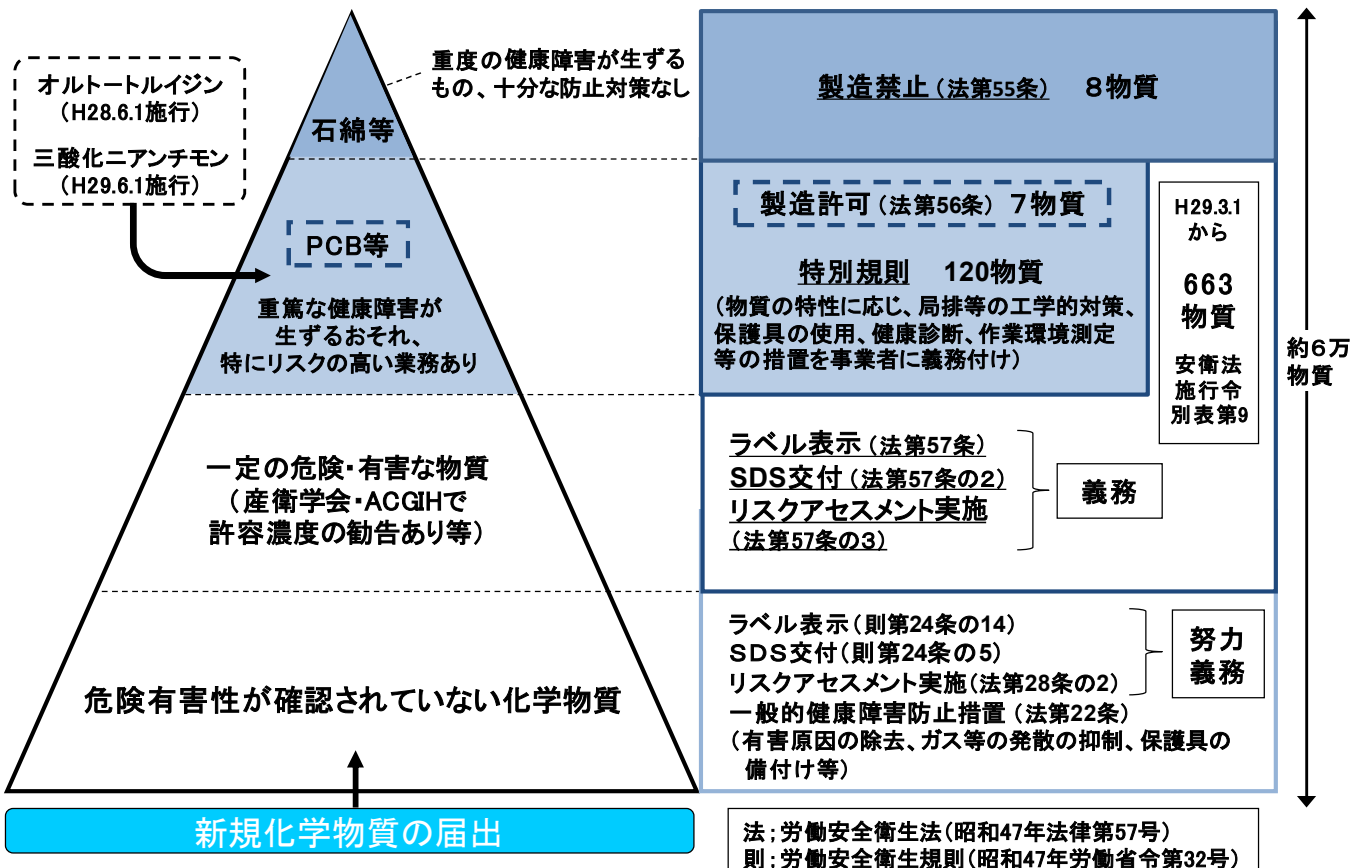 オルトートルイジン
(H28.6.1施行)
三酸化二アンチモン
(H29.6.1施行)
重度の健康障害が生ずる
もの、十分な防止対策なし
石綿等
PCB等
重篤な健康障害が
生ずるおそれ、
特にリスクの高い業務あり
一定の危険・有害な物質
(産衛学会・ACGIHで
許容濃度の勧告あり等)
危険有害性が確認されていない化学物質
新規化学物質の届出
製造禁止(法第55条) 8物質
製造許可(法第56条) 7物質
特別規則 120物質
(物質の特性に応じ、局排等の工学的対策、
保護具の使用、健康診断、作業環境測定
等の措置を事業者に義務付け)
H29.3.1
から
663
物質
安衛法
施行令
別表第9
約6万
物質
ラベル表示(法第57条)
SDS交付(法第57条の2)
リスクアセスメント実施
(法第57条の3)
義務
ラベル表示(則第24条の14)
SDS交付(則第24条の5)
リスクアセスメント実施(法第28条の2)
一般的健康障害防止措置(法第22条)
(有害原因の除去、ガス等の発散の抑制、保護具の
備付け等)
努力
義務
法;労働安全衛生法(昭和47年法律第57号)
則;労働安全衛生規則(昭和47年労働省令第32号)